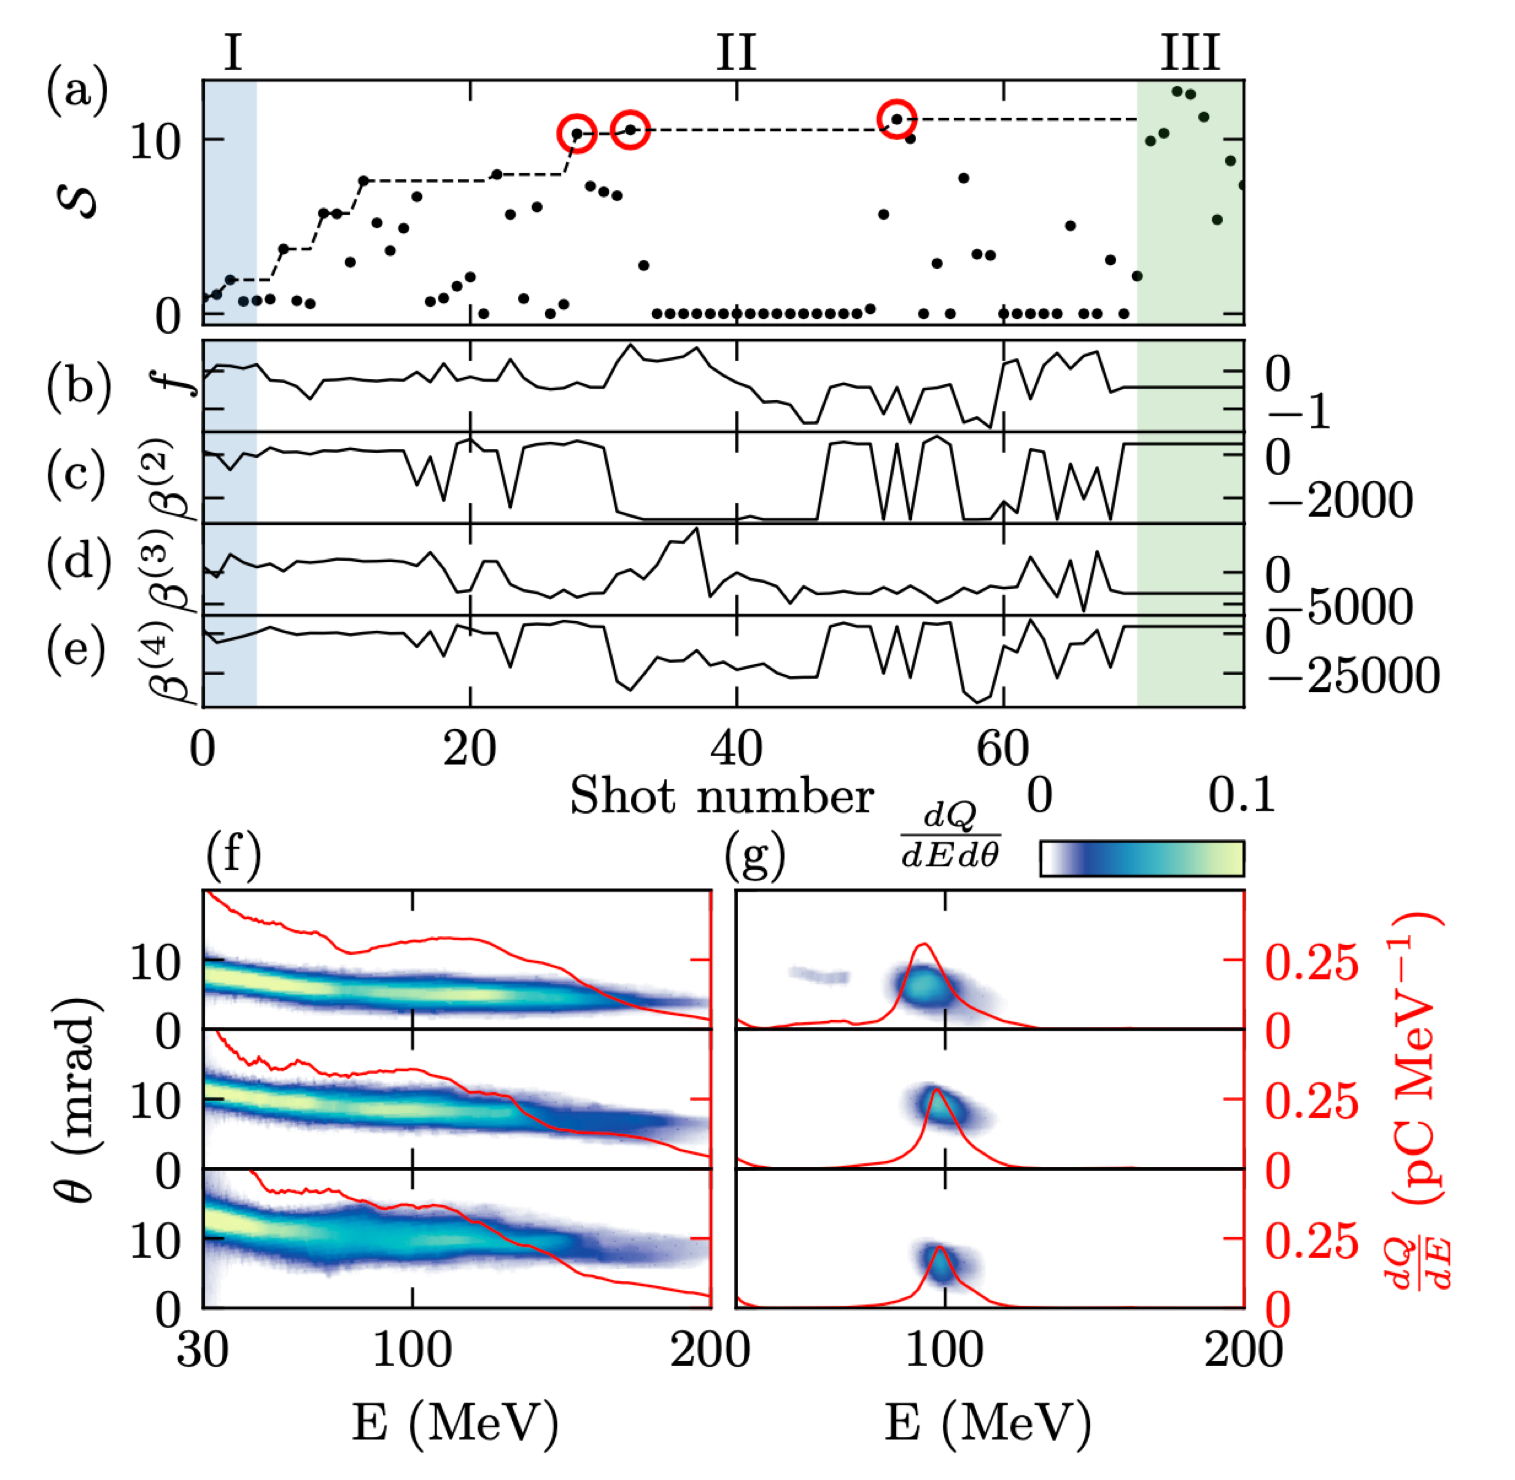 I II III
(a)
10
0
𝒮
(b) f 0
−1
(c) β(2) 0
−2000
(d) β(3) 0
−5000
(e) β(4) 0
−25000
0 20 40 60
Shot number
0 0.1
dQ
dEdθ
(f) (g)
10 0.25
0 0
10 0.25
0 0
10 0.25
0 0
θ (mrad)
dQ/dE (pC MeV−1)
30 100 200 100 200
E (MeV) E (MeV)